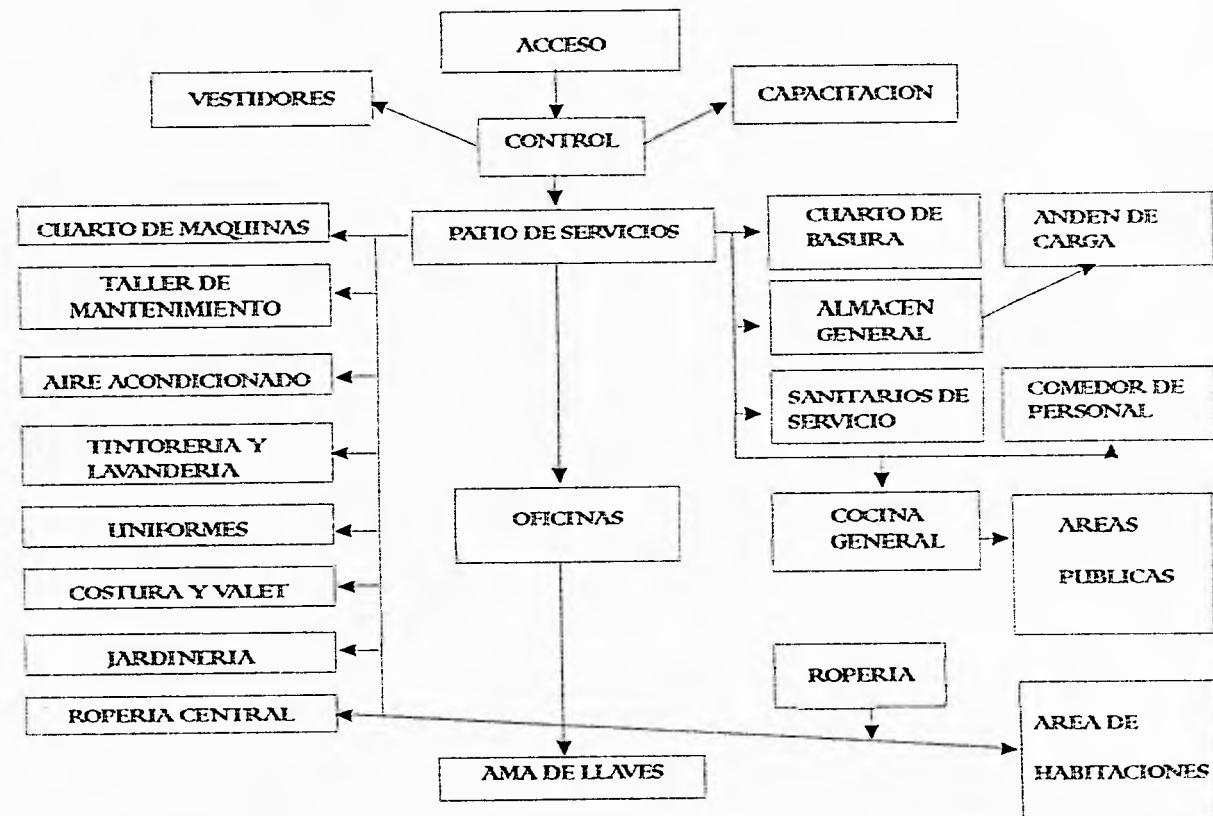 ACCESO
VESTIDORES
CAPACITACION
CONTROL
CUARTO DE MAQUINAS
PATIO DE SERVICIOS
CUARTO DE
BASURA
ANDEN DE
CARGA
TALLER DE
MANTENIMIENTO
ALMACEN
GENERAL
AIRE ACONDICIONADO
SANITARIOS DE
SERVICIO
COMEDOR DE
PERSONAL
TINTORERIA Y
LAVANDERIA
UNIFORMES
OFICINAS
COCINA
GENERAL
AREAS
PUBLICAS
COSTURA Y VALET
JARDINERIA
ROPERIA
ROPERIA CENTRAL
AREA DE
HABITACIONES
AMA DE LLAVES